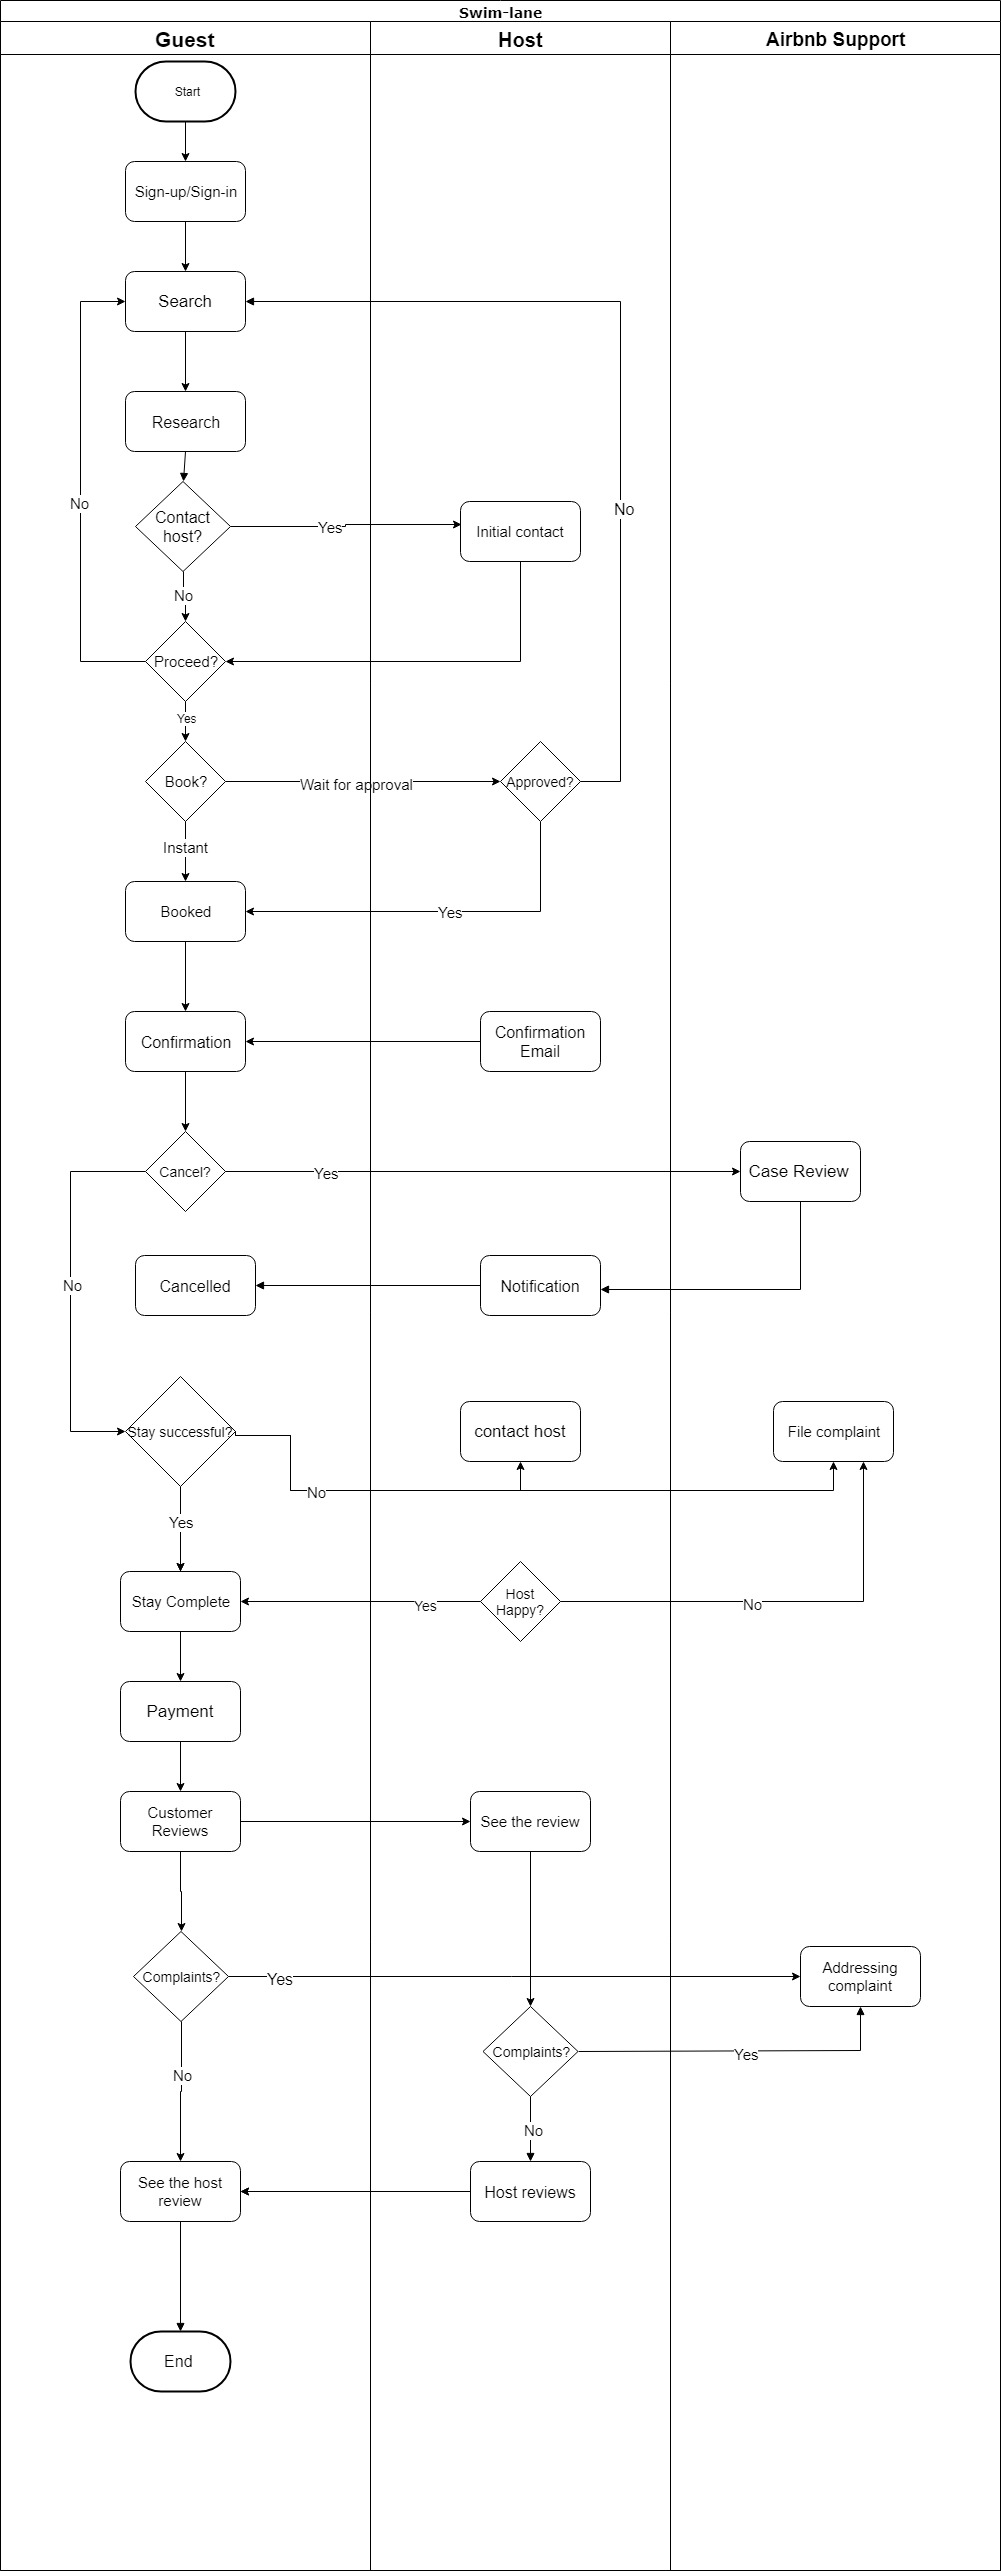 Swim-lane
Guest
Host
Airbnb Support
Start
Sign-up/Sign-in
Search
Research
No
No
Contact
host?
Yes
Initial contact
No
Proceed?
Yes
Book?
Wait for approval
Approved?
Instant
Booked
Yes
Confirmation
Confirmation
Email
Cancel?
Yes
Case Review
No
Cancelled
Notification
Stay successful?
contact host
File complaint
No
Yes
Stay Complete
Yes
Host
Happy?
No
Payment
Customer
Reviews
See the review
Complaints?
Yes
Addressing
complaint
Complaints?
Yes
No
No
See the host
review
Host reviews
End